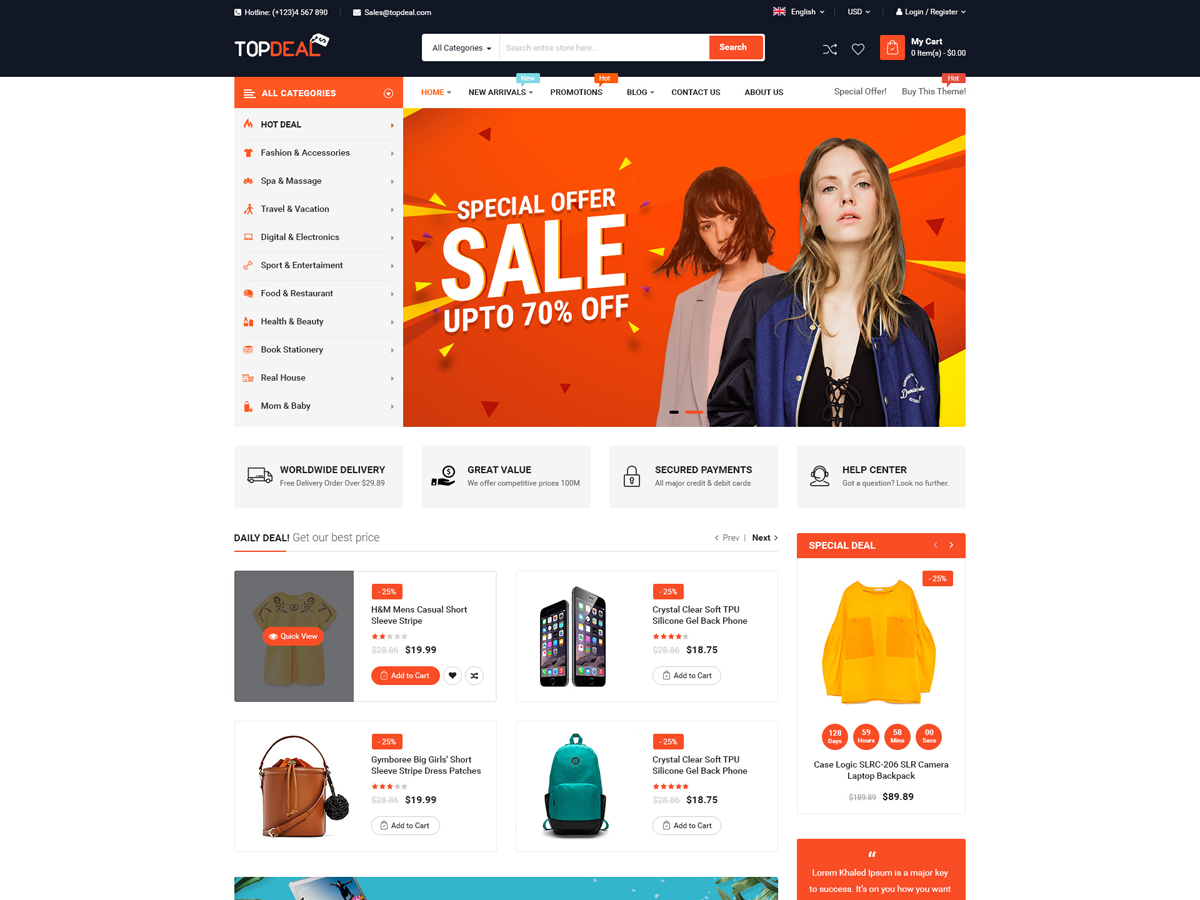 Hotline: (+123)4 567 890
Sales@topdeal.com
English
USD
Login / Register
TOPDEAL
All Categories
Search entire store here...
Search
My Cart
0 Item(s) - $0.00
ALL CATEGORIES
New
Hot
Hot
HOME
NEW ARRIVALS
PROMOTIONS
BLOG
CONTACT US
ABOUT US
Special Offer!
Buy This Theme!
HOT DEAL
Fashion & Accessories
Spa & Massage
Travel & Vacation
Digital & Electronics
Sport & Entertaiment
Food & Restaurant
Health & Beauty
Book Stationery
Real House
Mom & Baby
SPECIAL OFFER
SALE
UPTO 70% OFF
WORLDWIDE DELIVERY
Free Delivery Order Over $29.89
GREAT VALUE
We offer competitive prices 100M
SECURED PAYMENTS
All major credit & debit cards
HELP CENTER
Got a question? Look no further.
DAILY DEAL! Get our best price
Prev | Next
Quick View
- 25%
H&M Mens Casual Short
Sleeve Stripe
$28.86 $19.99
Add to Cart
- 25%
Crystal Clear Soft TPU
Silicone Gel Back Phone
$28.86 $18.75
Add to Cart
- 25%
Gymboree Big Girls' Short
Sleeve Stripe Dress Patches
$28.86 $19.99
Add to Cart
- 25%
Crystal Clear Soft TPU
Silicone Gel Back Phone
$28.86 $18.75
Add to Cart
SPECIAL DEAL
- 25%
128 Days
59 Hours
58 Mins
00 Secs
Case Logic SLRC-206 SLR Camera
Laptop Backpack
$189.89 $89.89
“
Lorem Khaled Ipsum is a major key
to success. It's on you how you want